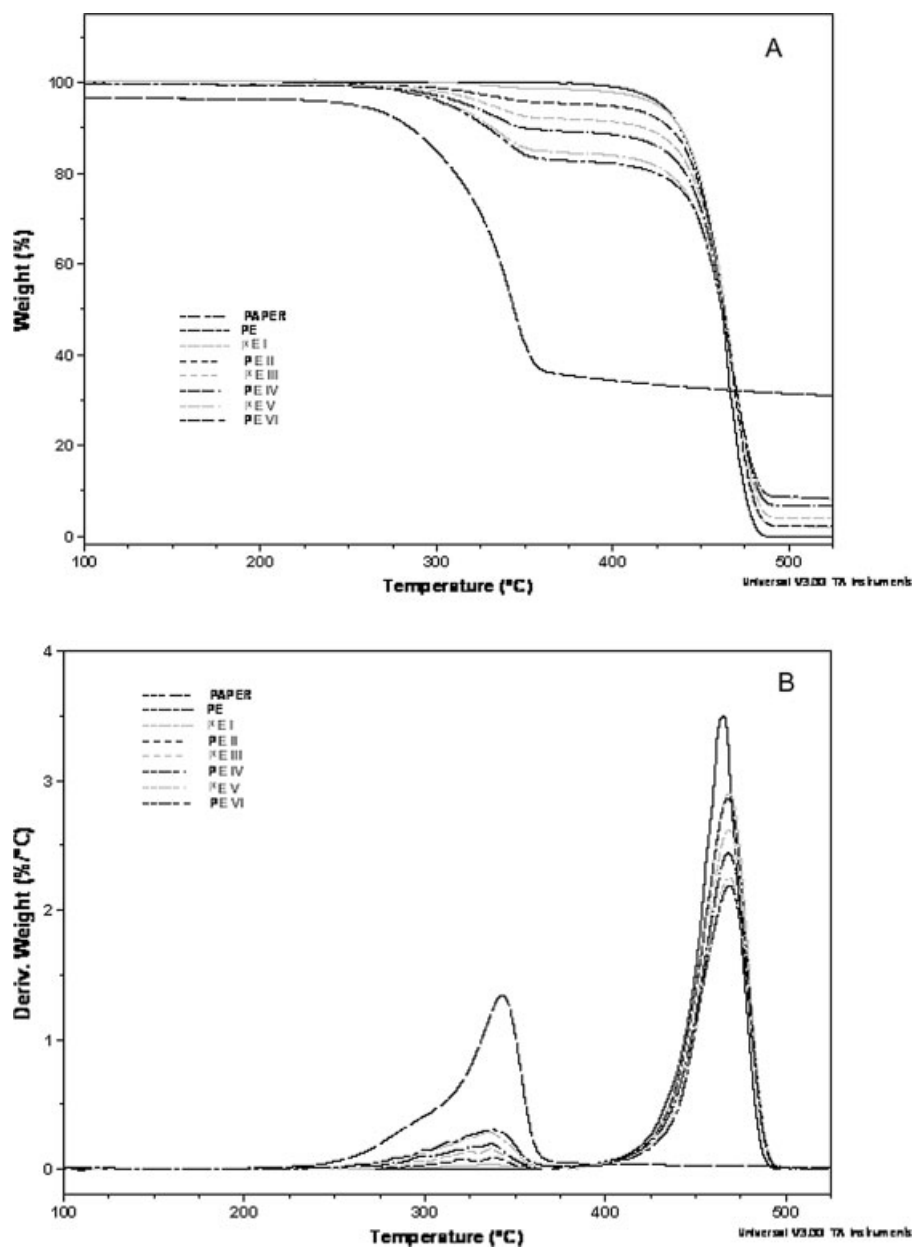 A
100
80
60
40
20
0
Weight (%)
PAPER
PE
PE I
PE II
PE III
PE IV
PE V
PE VI
100 200 300 400 500
Temperature (°C)
Universal V3.0D TA Instruments
B
4
3
2
1
0
Deriv. Weight (%/°C)
PAPER
PE
PE I
PE II
PE III
PE IV
PE V
PE VI
100 200 300 400 500
Temperature (°C)
Universal V3.0D TA Instruments